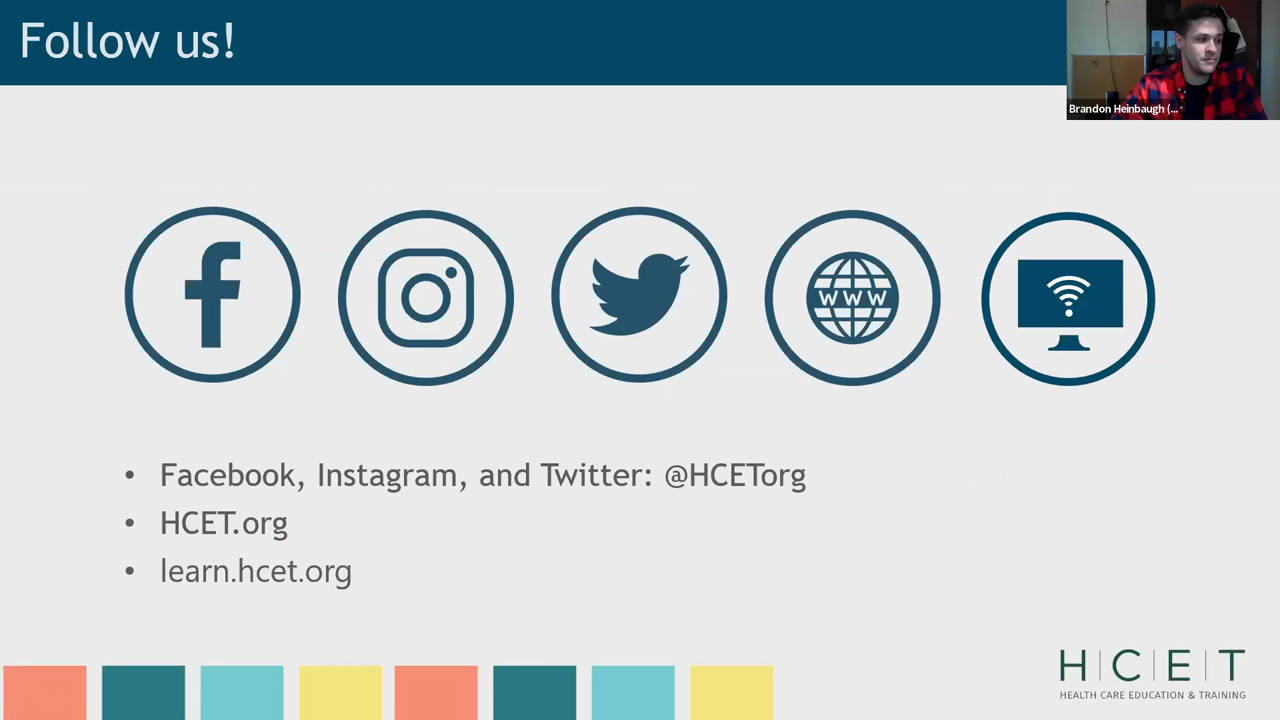 Follow us!
Brandon Heinbaugh (...
WWW
• Facebook, Instagram, and Twitter: @HCETorg
• HCET.org
• learn.hcet.org
H|C|E|T
HEALTH CARE EDUCATION & TRAINING